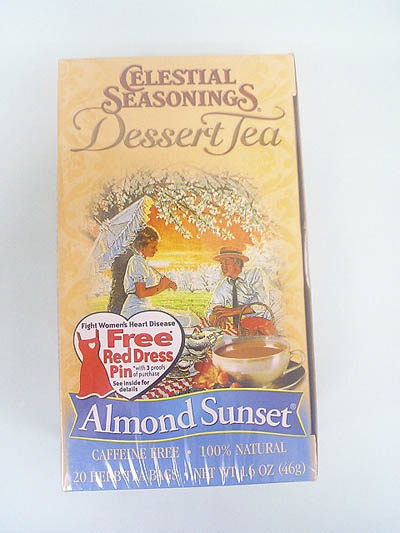 CELESTIAL
SEASONINGS®
Dessert Tea
Fight Women's Heart Disease
Free*
Red Dress
Pin *with 3 proofs
of purchase
See inside for
details
Almond Sunset®
CAFFEINE FREE • 100% NATURAL
20 HERB TEA BAGS • NET WT 1.6 OZ (46g)